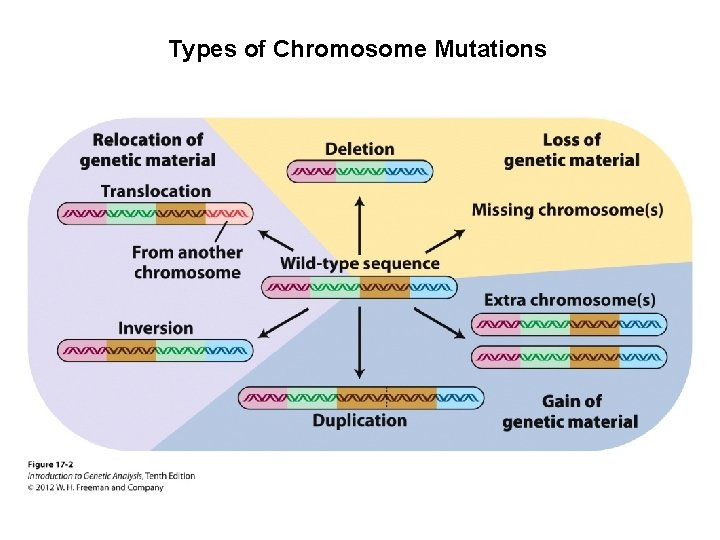 Types of Chromosome Mutations
Relocation of
genetic material
Translocation
From another
chromosome
Inversion
Deletion
Loss of
genetic material
Missing chromosome(s)
Wild-type sequence
Extra chromosome(s)
Duplication
Gain of
genetic material
Figure 17-2
Introduction to Genetic Analysis, Tenth Edition
© 2012 W. H. Freeman and Company